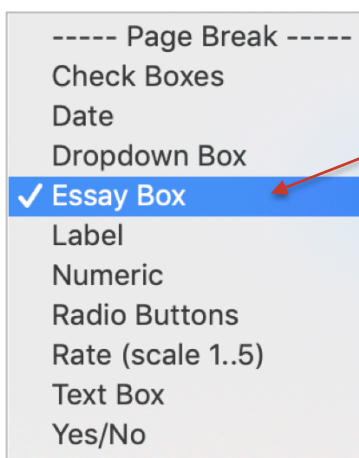 ----- Page Break -----
Check Boxes
Date
Dropdown Box
✓ Essay Box
Label
Numeric
Radio Buttons
Rate (scale 1..5)
Text Box
Yes/No